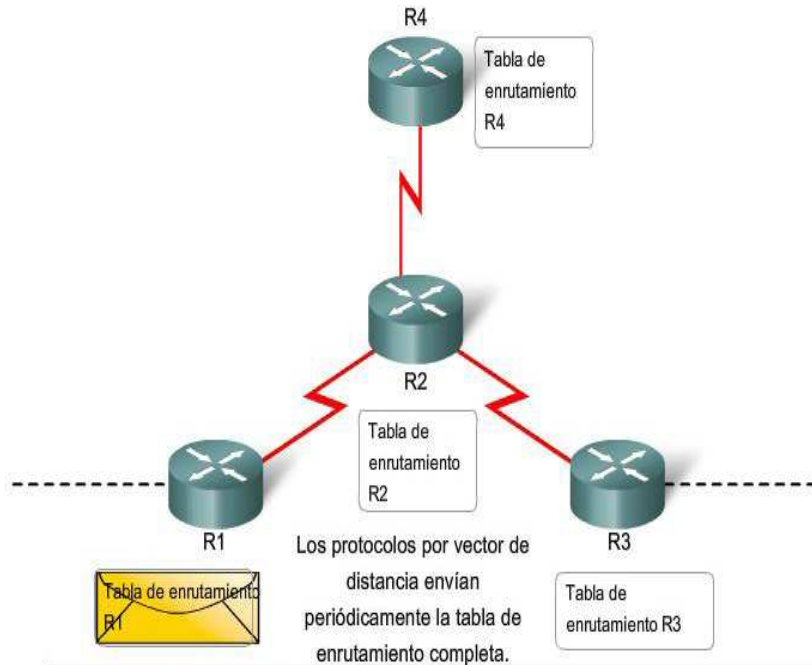 R4
Tabla de
enrutamiento
R4
R2
Tabla de
enrutamiento
R2
R1
R3
Tabla de enrutamiento
R1
Los protocolos por vector de
distancia envían
periódicamente la tabla de
enrutamiento completa.
Tabla de
enrutamiento R3